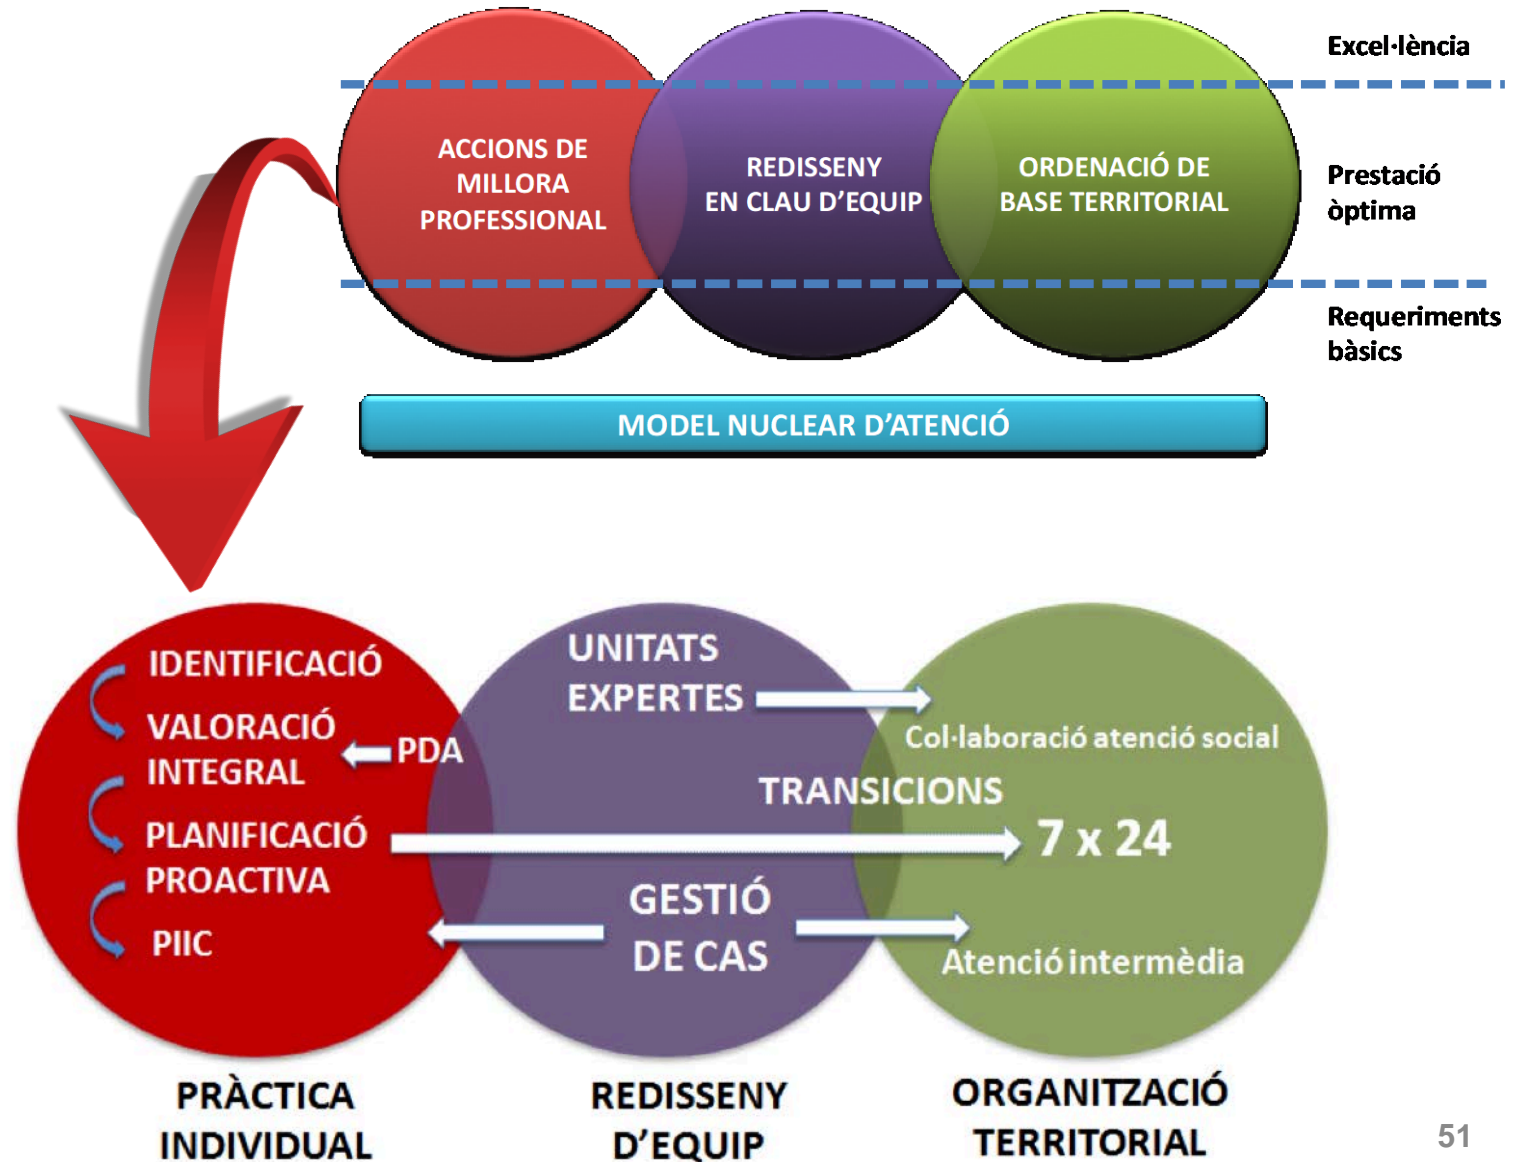 Excel·lència
ACCIONS DE
MILLORA
PROFESSIONAL
REDISSENY
EN CLAU D’EQUIP
ORDENACIÓ DE
BASE TERRITORIAL
Prestació
òptima
Requeriments
bàsics
MODEL NUCLEAR D’ATENCIÓ
IDENTIFICACIÓ
VALORACIÓ
INTEGRAL
PDA
PLANIFICACIÓ
PROACTIVA
PIIC
UNITATS
EXPERTES
Col·laboració atenció social
TRANSICIONS
7 x 24
GESTIÓ
DE CAS
Atenció intermèdia
PRÀCTICA
INDIVIDUAL
REDISSENY
D’EQUIP
ORGANITZACIÓ
TERRITORIAL
51